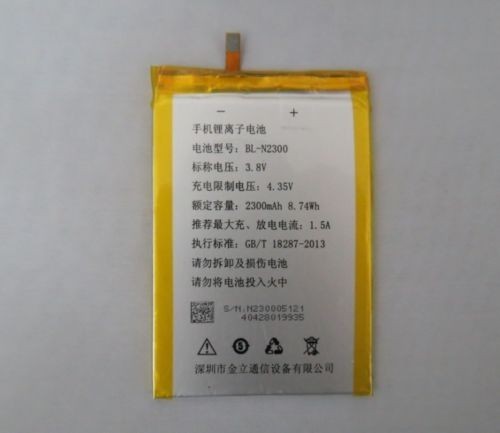 - +
手机锂离子电池
电池型号: BL-N2300
标称电压: 3.8V
充电限制电压: 4.35V
额定容量: 2300mAh 8.74Wh
推荐最大充、放电电流: 1.5A
执行标准: GB/T 18287-2013
请勿拆卸及损伤电池
请勿将电池投入火中
S/N:N230005121
40428019935
深圳市金立通信设备有限公司